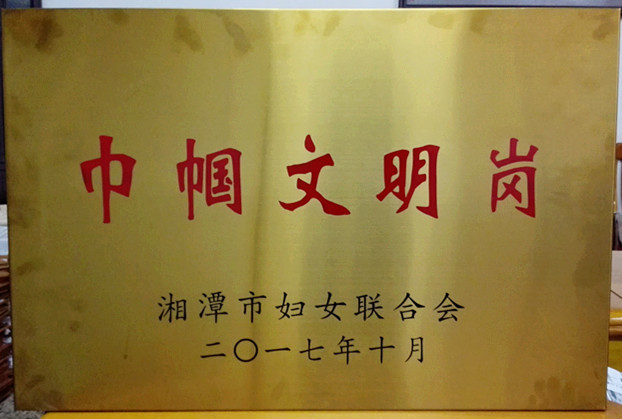 巾帼文明岗
湘潭市妇女联合会
二〇一七年十月